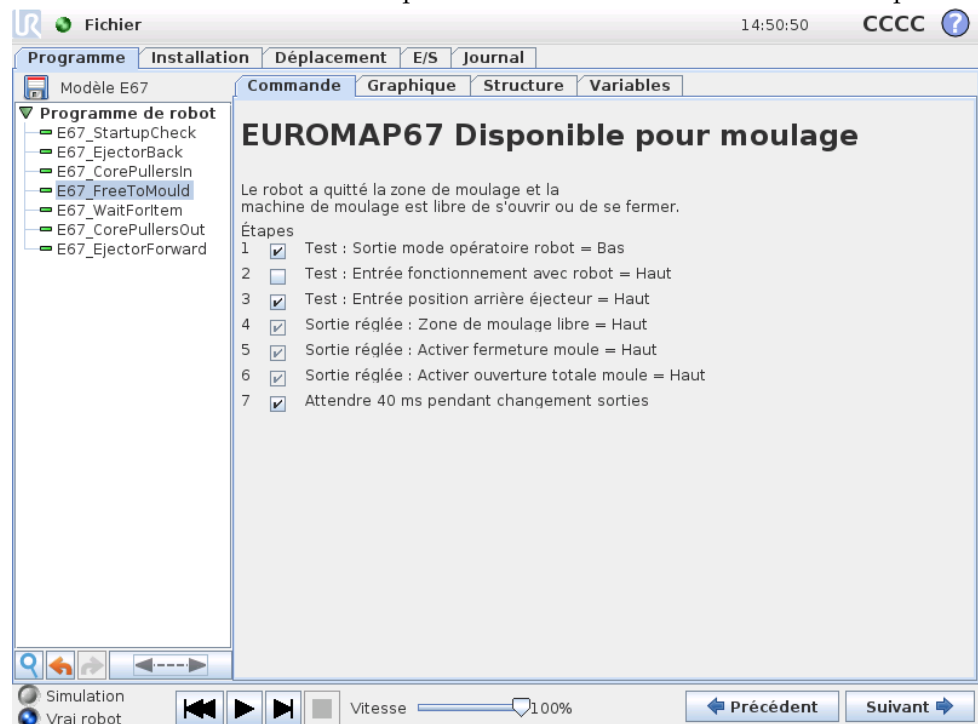 UR Fichier 14:50:50 CCCC ?
Programme Installation Déplacement E/S Journal
Modèle E67
Commande Graphique Structure Variables
Programme de robot
E67_StartupCheck
E67_EjectorBack
E67_CorePullersIn
E67_FreeToMould
E67_WaitForItem
E67_CorePullersOut
E67_EjectorForward
EUROMAP67 Disponible pour moulage
Le robot a quitté la zone de moulage et la
machine de moulage est libre de s'ouvrir ou de se fermer.
Étapes
1 Test : Sortie mode opératoire robot = Bas
2 Test : Entrée fonctionnement avec robot = Haut
3 Test : Entrée position arrière éjecteur = Haut
4 Sortie réglée : Zone de moulage libre = Haut
5 Sortie réglée : Activer fermeture moule = Haut
6 Sortie réglée : Activer ouverture totale moule = Haut
7 Attendre 40 ms pendant changement sorties
Simulation
Vrai robot
Vitesse 100%
Précédent Suivant